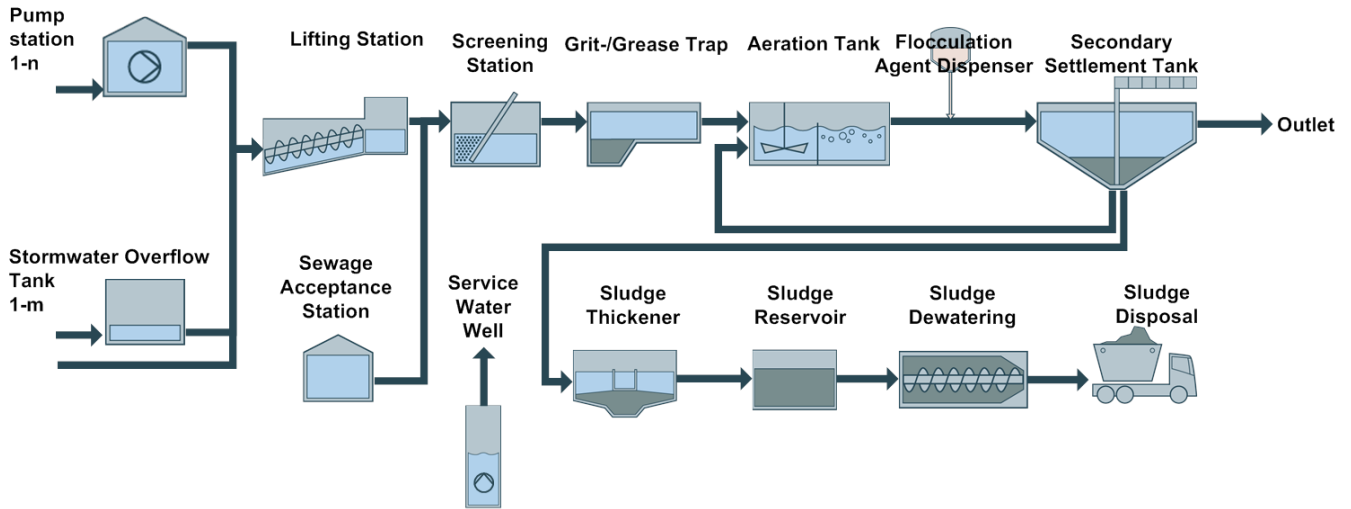 Pump
station
1-n
Lifting Station
Screening
Station
Grit-/Grease Trap
Aeration Tank
Flocculation
Agent Dispenser
Secondary
Settlement Tank
Outlet
Stormwater Overflow
Tank
1-m
Sewage
Acceptance
Station
Service
Water
Well
Sludge
Thickener
Sludge
Reservoir
Sludge
Dewatering
Sludge
Disposal